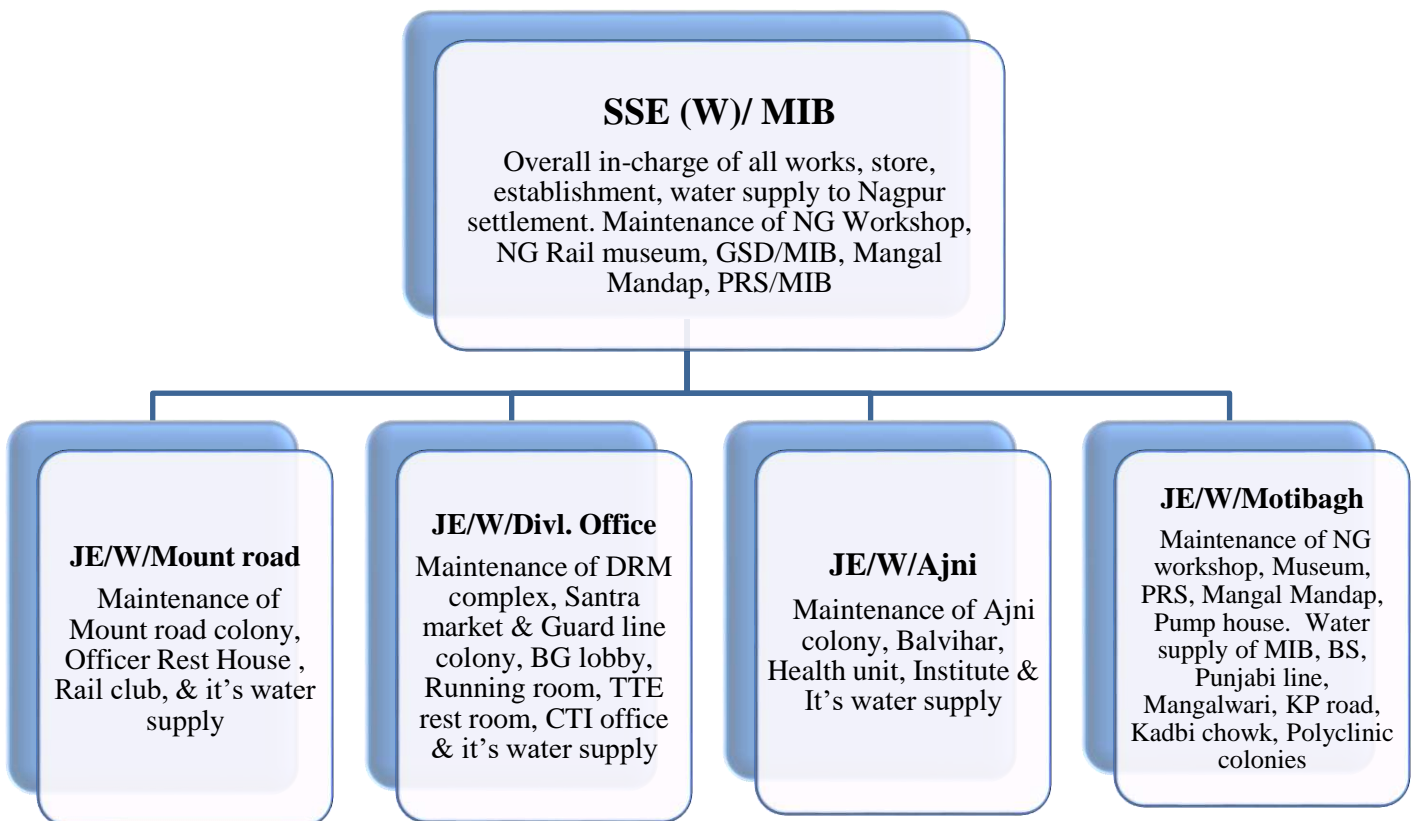 SSE (W)/ MIB
Overall in-charge of all works, store,
establishment, water supply to Nagpur
settlement. Maintenance of NG Workshop,
NG Rail museum, GSD/MIB, Mangal
Mandap, PRS/MIB
JE/W/Mount road
Maintenance of
Mount road colony,
Officer Rest House ,
Rail club, & it's water
supply
JE/W/Divl. Office
Maintenance of DRM
complex, Santra
market & Guard line
colony, BG lobby,
Running room, TTE
rest room, CTI office
& it's water supply
JE/W/Ajni
Maintenance of Ajni
colony, Balvihar,
Health unit, Institute &
It's water supply
JE/W/Motibagh
Maintenance of NG
workshop, Museum,
PRS, Mangal Mandap,
Pump house. Water
supply of MIB, BS,
Punjabi line,
Mangalwari, KP road,
Kadbi chowk, Polyclinic
colonies